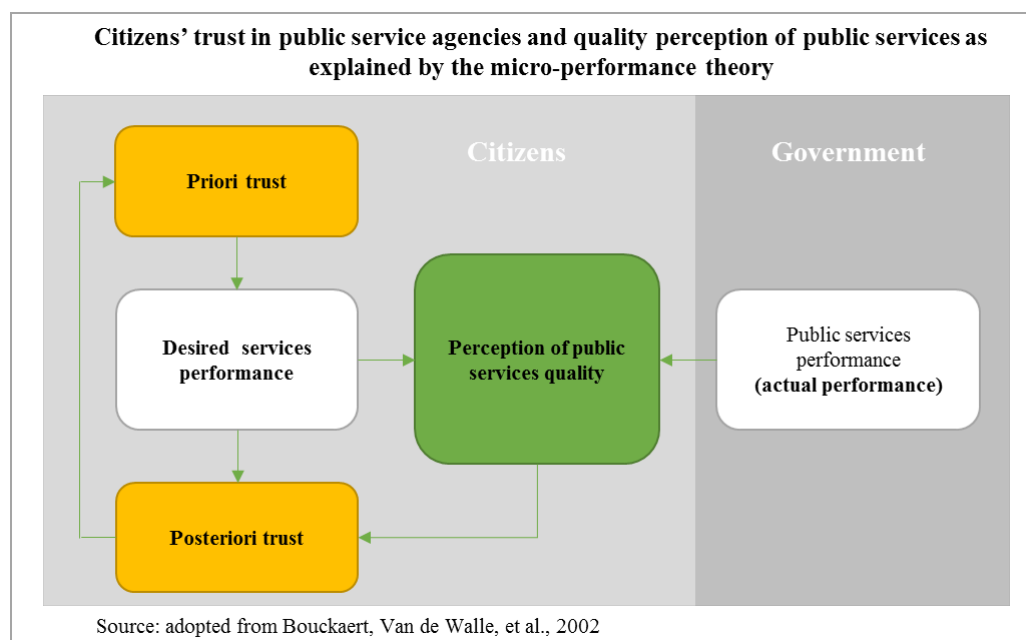 Citizens' trust in public service agencies and quality perception of public services as
explained by the micro-performance theory
Citizens
Government
Priori trust
Desired services
performance
Perception of public
services quality
Public services
performance
(actual performance)
Posteriori trust
Source: adopted from Bouckaert, Van de Walle, et al., 2002